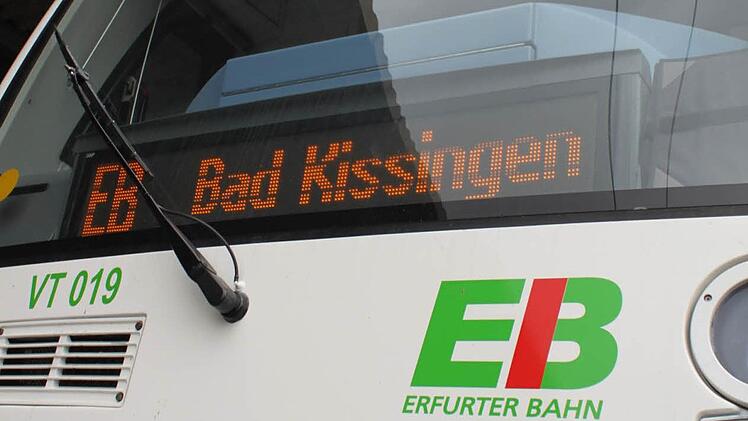 EB Bad Kissingen
VT 019
EB
ERFURTER BAHN